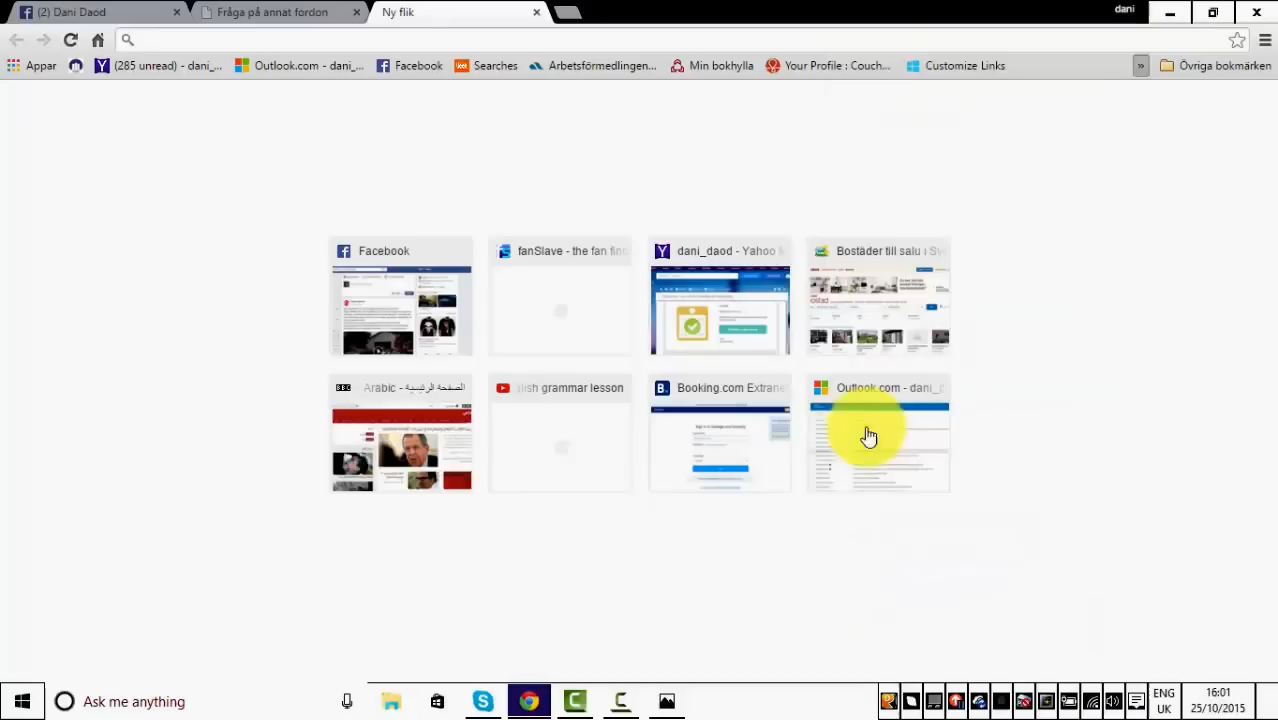 (2) Dani Daod
Fråga på annat fordon
Ny flik
dani
Appar
(285 unread) - dani_...
Outlook.com - dani_...
Facebook
Searches
Arbetsförmedlingen...
Min bokhylla
Your Profile : Couch...
Customize Links
»
Övriga bokmärken
Facebook
fanSlave - the fan fin
dani_daod - Yahoo
Bostäder till salu i Sv
BBC
Arabic - الصفحة الرئيسية
lish grammar lesson
B.
Booking.com Extrane
Outlook.com - dani_
Ask me anything
ENG
UK
16:01
25/10/2015